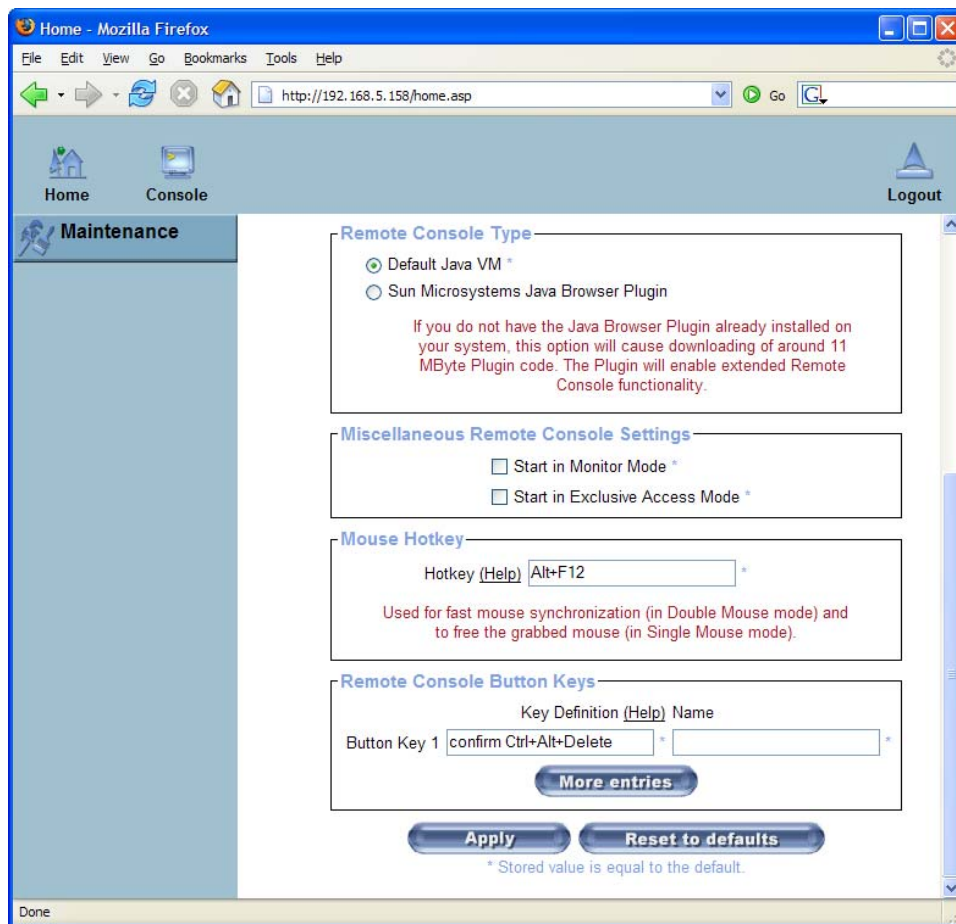 Home - Mozilla Firefox
File Edit View Go Bookmarks Tools Help
http://192.168.5.158/home.asp Go G
Home Console Logout
Maintenance
Remote Console Type
Default Java VM *
Sun Microsystems Java Browser Plugin
If you do not have the Java Browser Plugin already installed on
your system, this option will cause downloading of around 11
MByte Plugin code. The Plugin will enable extended Remote
Console functionality.
Miscellaneous Remote Console Settings
Start in Monitor Mode *
Start in Exclusive Access Mode *
Mouse Hotkey
Hotkey (Help) Alt+F12 *
Used for fast mouse synchronization (in Double Mouse mode) and
to free the grabbed mouse (in Single Mouse mode).
Remote Console Button Keys
Key Definition (Help) Name
Button Key 1 confirm Ctrl+Alt+Delete * *
More entries
Apply Reset to defaults
* Stored value is equal to the default.
Done